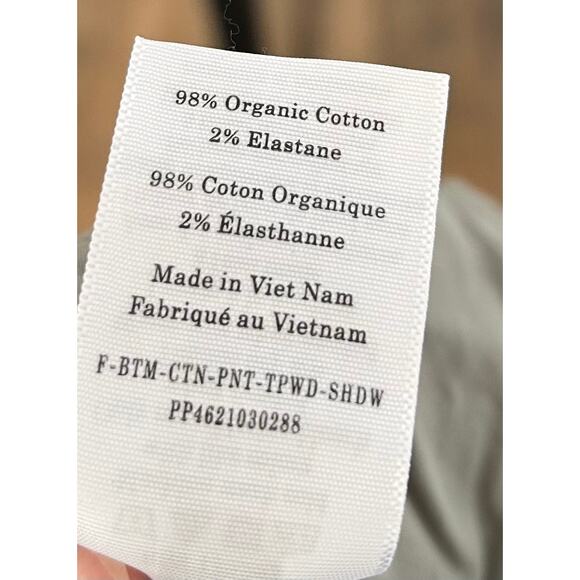 98% Organic Cotton
2% Elastane
98% Coton Organique
2% Élasthanne
Made in Viet Nam
Fabriqué au Vietnam
F-BTM-CTN-PNT-TPWD-SHDW
PP4621030288